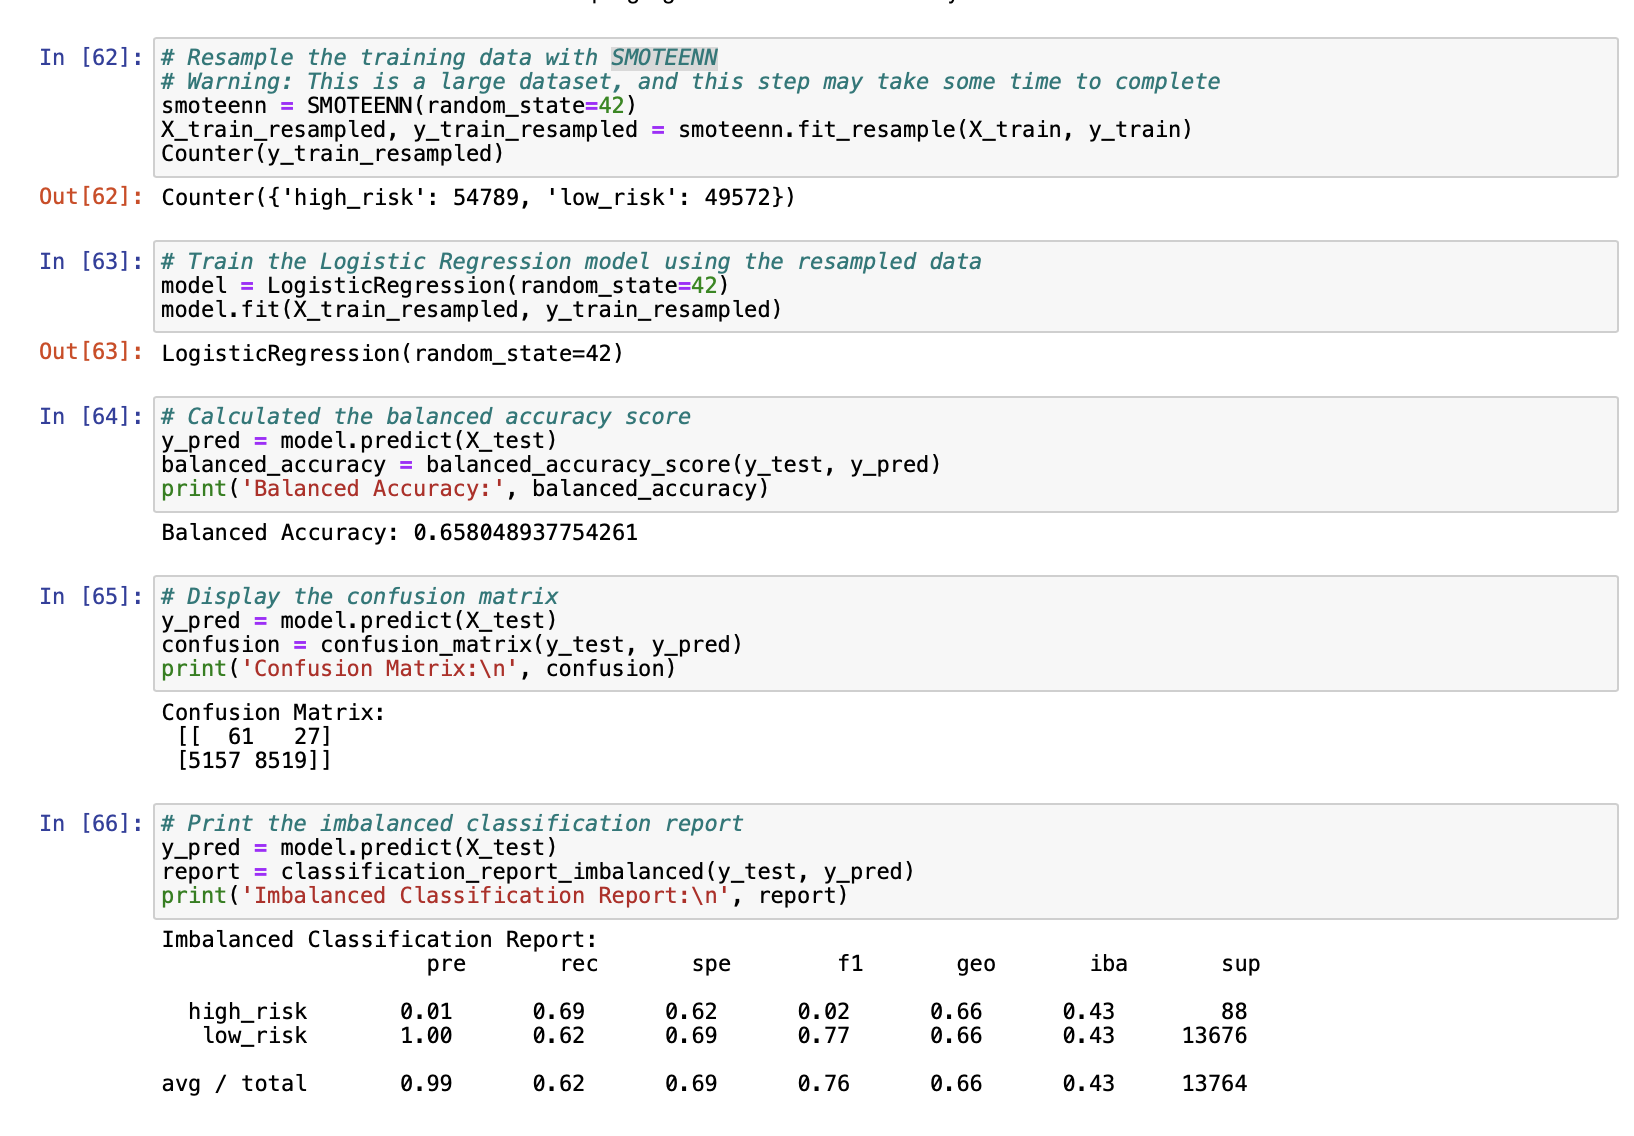 In [62]: # Resample the training data with SMOTEENN
# Warning: This is a large dataset, and this step may take some time to complete
smoteenn = SMOTEENN(random_state=42)
X_train_resampled, y_train_resampled = smoteenn.fit_resample(X_train, y_train)
Counter(y_train_resampled)
Out[62]: Counter({'high_risk': 54789, 'low_risk': 49572})
In [63]: # Train the Logistic Regression model using the resampled data
model = LogisticRegression(random_state=42)
model.fit(X_train_resampled, y_train_resampled)
Out[63]: LogisticRegression(random_state=42)
In [64]: # Calculated the balanced accuracy score
y_pred = model.predict(X_test)
balanced_accuracy = balanced_accuracy_score(y_test, y_pred)
print('Balanced Accuracy:', balanced_accuracy)
Balanced Accuracy: 0.658048937754261
In [65]: # Display the confusion matrix
y_pred = model.predict(X_test)
confusion = confusion_matrix(y_test, y_pred)
print('Confusion Matrix:\n', confusion)
Confusion Matrix:
[[  61   27]
[5157 8519]]
In [66]: # Print the imbalanced classification report
y_pred = model.predict(X_test)
report = classification_report_imbalanced(y_test, y_pred)
print('Imbalanced Classification Report:\n', report)
Imbalanced Classification Report:
pre rec spe f1 geo iba sup
high_risk 0.01 0.69 0.62 0.02 0.66 0.43 88
low_risk 1.00 0.62 0.69 0.77 0.66 0.43 13676
avg / total 0.99 0.62 0.69 0.76 0.66 0.43 13764